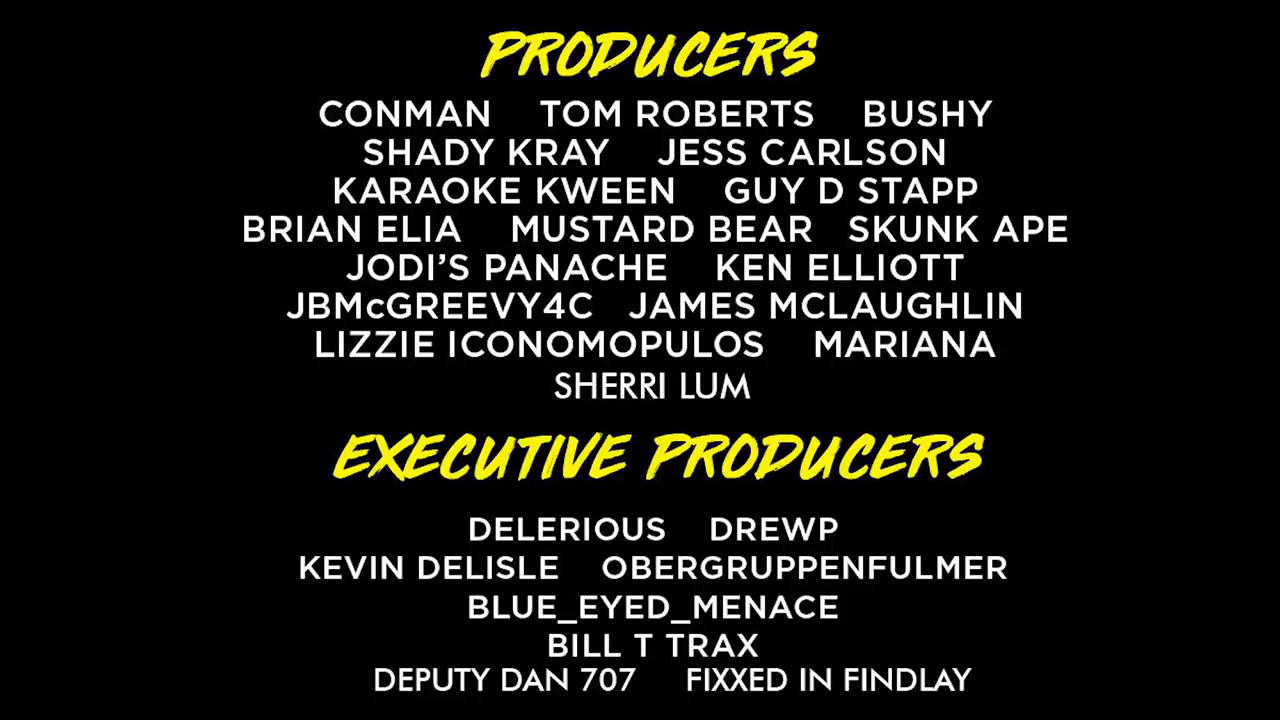 PRODUCERS
CONMAN TOM ROBERTS BUSHY
SHADY KRAY JESS CARLSON
KARAOKE KWEEN GUY D STAPP
BRIAN ELIA MUSTARD BEAR SKUNK APE
JODI'S PANACHE KEN ELLIOTT
JBMcGREEVY4C JAMES MCLAUGHLIN
LIZZIE ICONOMOPULOS MARIANA
SHERRI LUM
EXECUTIVE PRODUCERS
DELERIOUS DREWP
KEVIN DELISLE OBERGRUPPENFULMER
BLUE_EYED_MENACE
BILL T TRAX
DEPUTY DAN 707 FIXXED IN FINDLAY